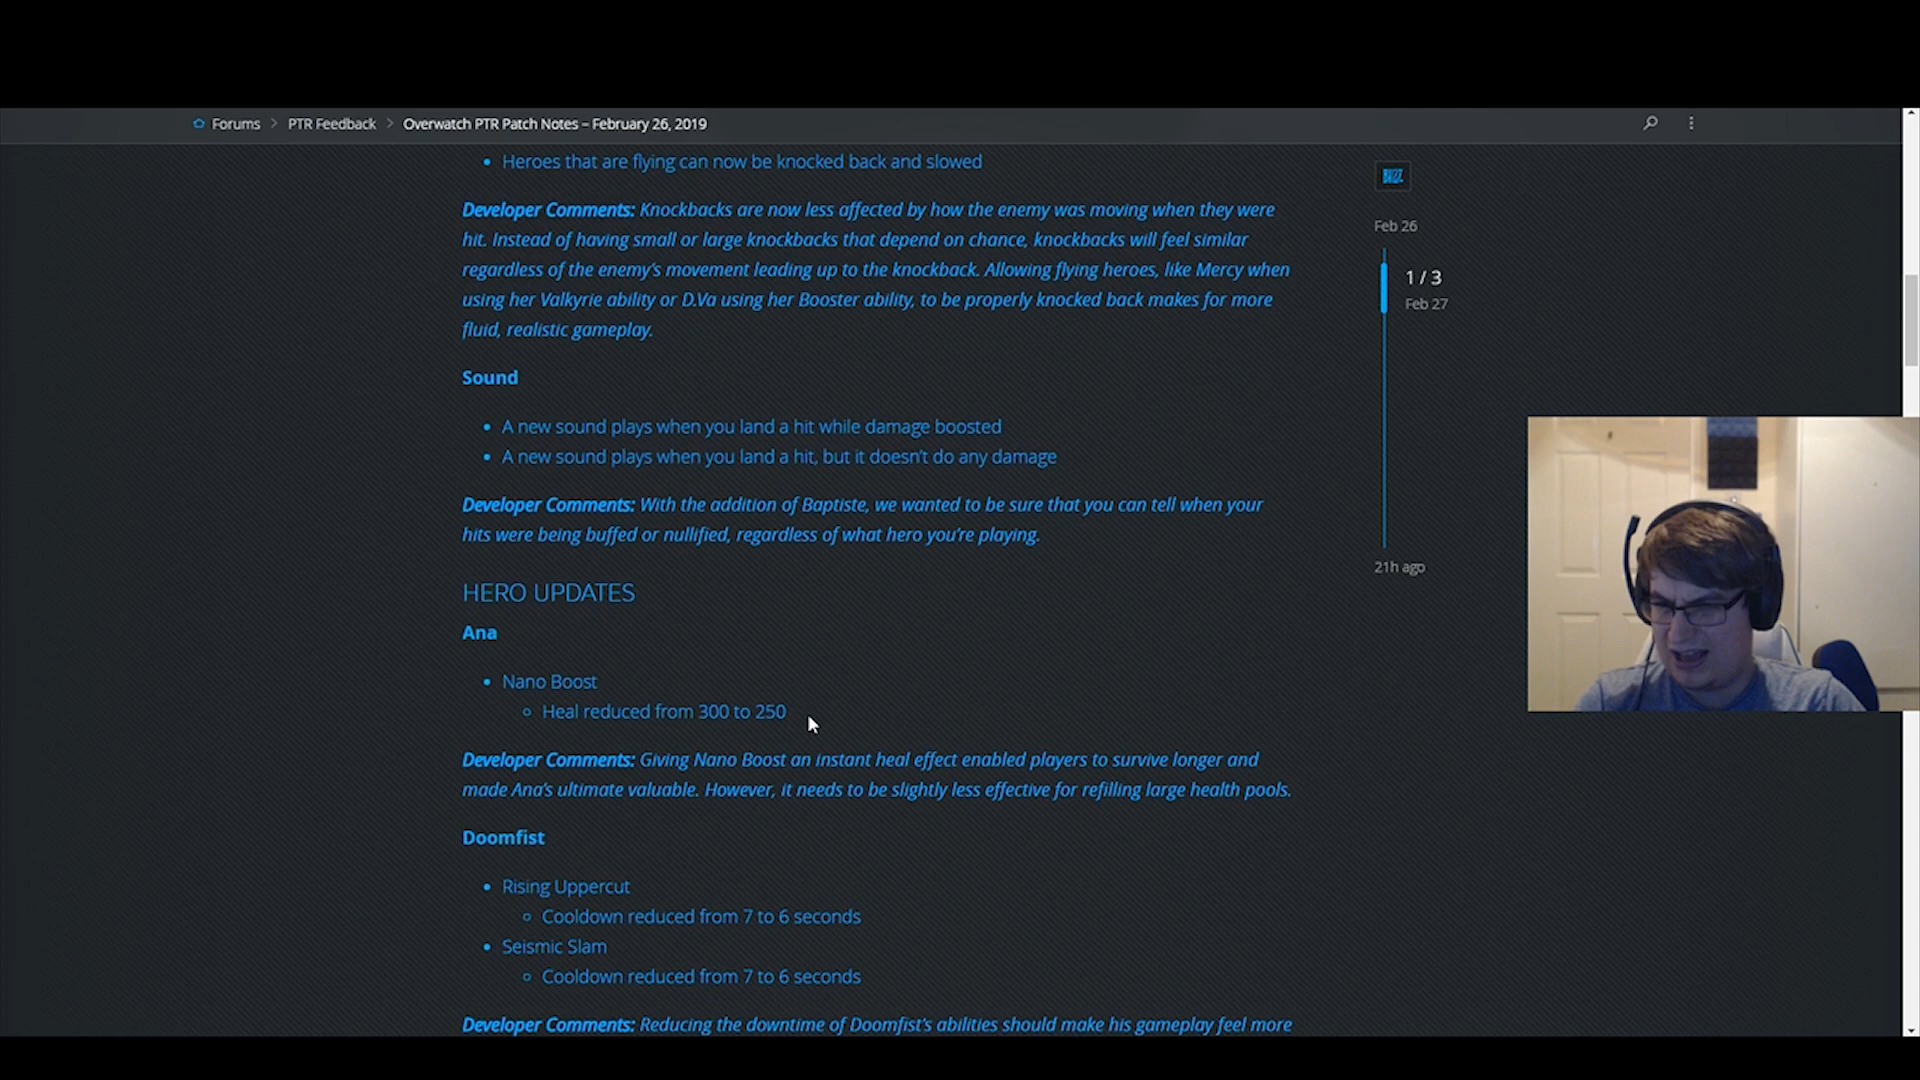 Forums > PTR Feedback > Overwatch PTR Patch Notes – February 26, 2019
• Heroes that are flying can now be knocked back and slowed
Developer Comments: Knockbacks are now less affected by how the enemy was moving when they were
hit. Instead of having small or large knockbacks that depend on chance, knockbacks will feel similar
regardless of the enemy's movement leading up to the knockback. Allowing flying heroes, like Mercy when
using her Valkyrie ability or D.Va using her Booster ability, to be properly knocked back makes for more
fluid, realistic gameplay.
Sound
• A new sound plays when you land a hit while damage boosted
• A new sound plays when you land a hit, but it doesn't do any damage
Developer Comments: With the addition of Baptiste, we wanted to be sure that you can tell when your
hits were being buffed or nullified, regardless of what hero you're playing.
HERO UPDATES
Ana
• Nano Boost
◦ Heal reduced from 300 to 250
Developer Comments: Giving Nano Boost an instant heal effect enabled players to survive longer and
made Ana's ultimate valuable. However, it needs to be slightly less effective for refilling large health pools.
Doomfist
• Rising Uppercut
◦ Cooldown reduced from 7 to 6 seconds
• Seismic Slam
◦ Cooldown reduced from 7 to 6 seconds
Developer Comments: Reducing the downtime of Doomfist's abilities should make his gameplay feel more
BLIZZ
Feb 26
1 / 3
Feb 27
21h ago